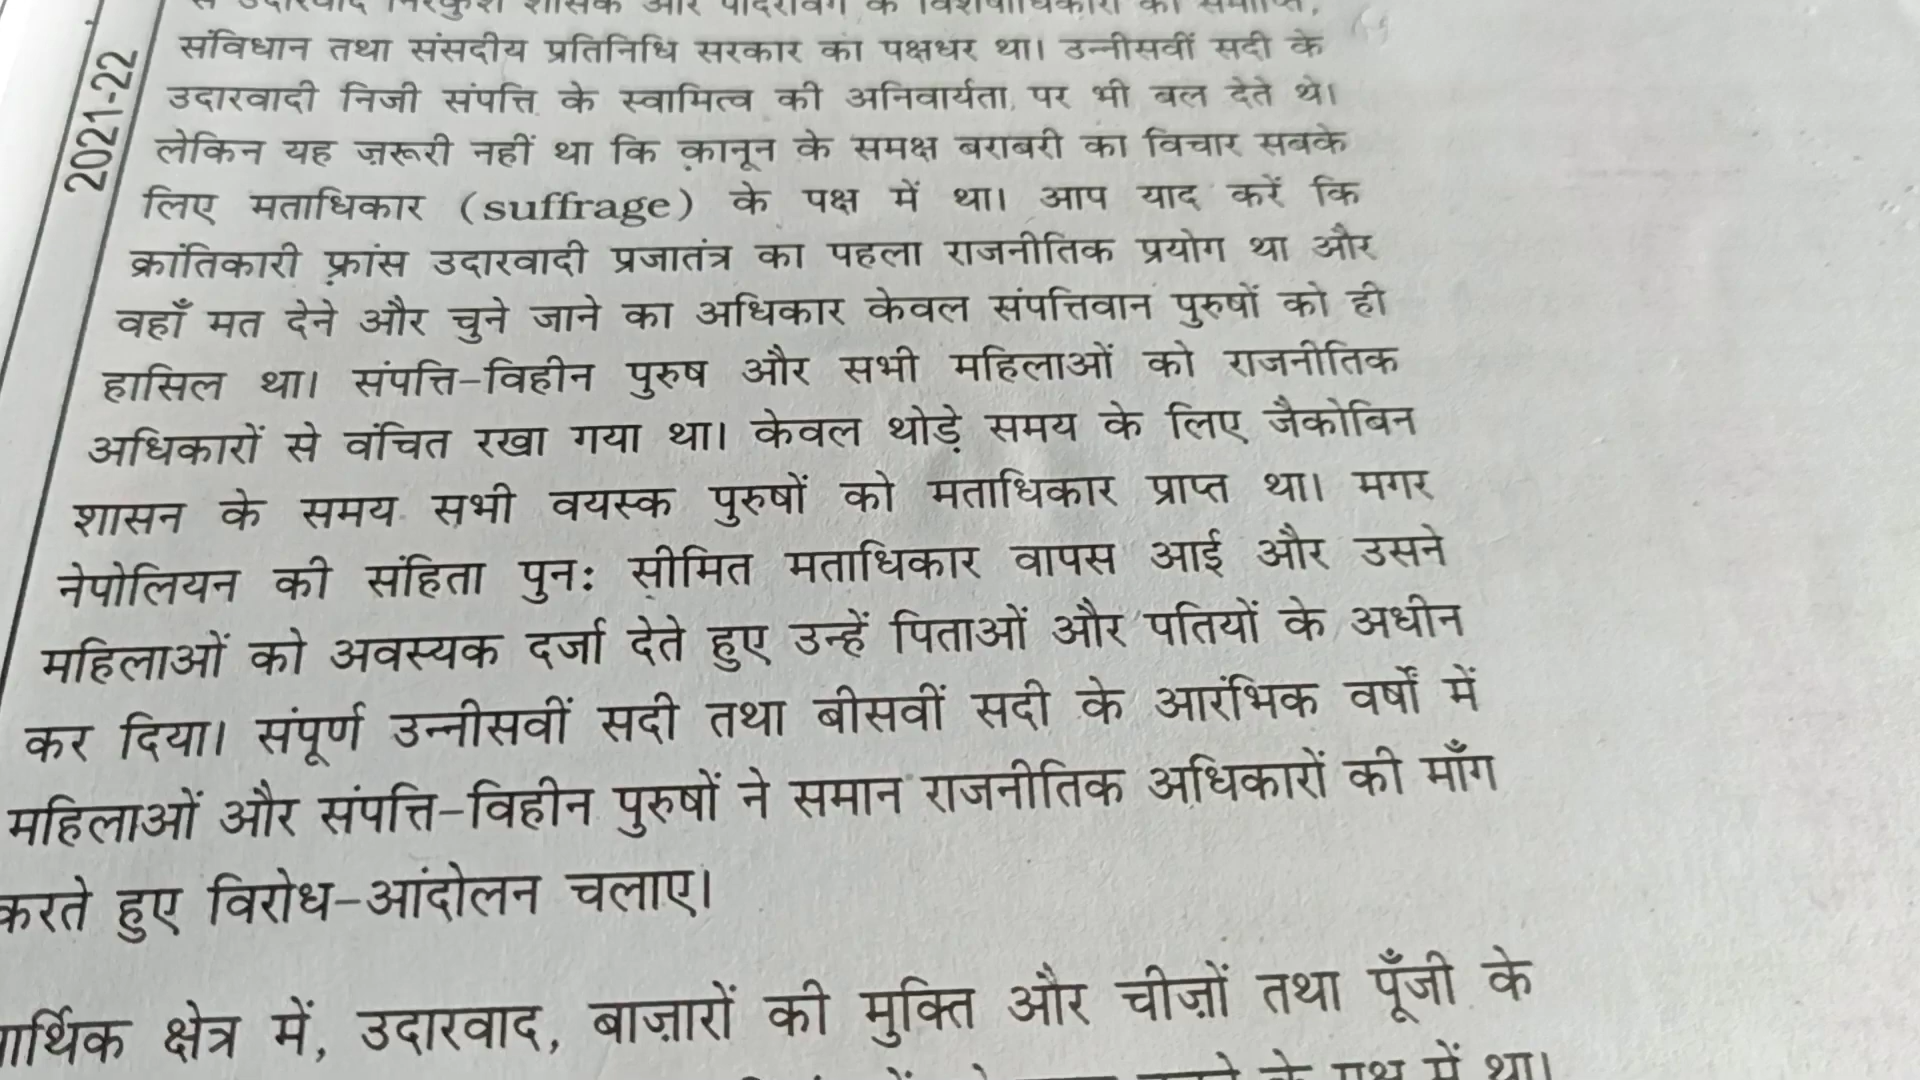 संविधान तथा संसदीय प्रतिनिधि सरकार का पक्षधर था। उन्नीसवीं सदी के
उदारवादी निजी संपत्ति के स्वामित्व की अनिवार्यता पर भी बल देते थे।
लेकिन यह ज़रूरी नहीं था कि क़ानून के समक्ष बराबरी का विचार सबके
लिए मताधिकार (suffrage) के पक्ष में था। आप याद करें कि
क्रांतिकारी फ़्रांस उदारवादी प्रजातंत्र का पहला राजनीतिक प्रयोग था और
वहाँ मत देने और चुने जाने का अधिकार केवल संपत्तिवान पुरुषों को ही
हासिल था। संपत्ति-विहीन पुरुष और सभी महिलाओं को राजनीतिक
अधिकारों से वंचित रखा गया था। केवल थोड़े समय के लिए जैकोबिन
शासन के समय सभी वयस्क पुरुषों को मताधिकार प्राप्त था। मगर
नेपोलियन की संहिता पुन: सीमित मताधिकार वापस आई और उसने
महिलाओं को अवस्यक दर्जा देते हुए उन्हें पिताओं और पतियों के अधीन
कर दिया। संपूर्ण उन्नीसवीं सदी तथा बीसवीं सदी के आरंभिक वर्षों में
महिलाओं और संपत्ति-विहीन पुरुषों ने समान राजनीतिक अधिकारों की माँग
करते हुए विरोध-आंदोलन चलाए।
क्षेत्र में, उदारवाद, बाज़ारों की मुक्ति और चीज़ों तथा पूँजी के
में था।
2021-22